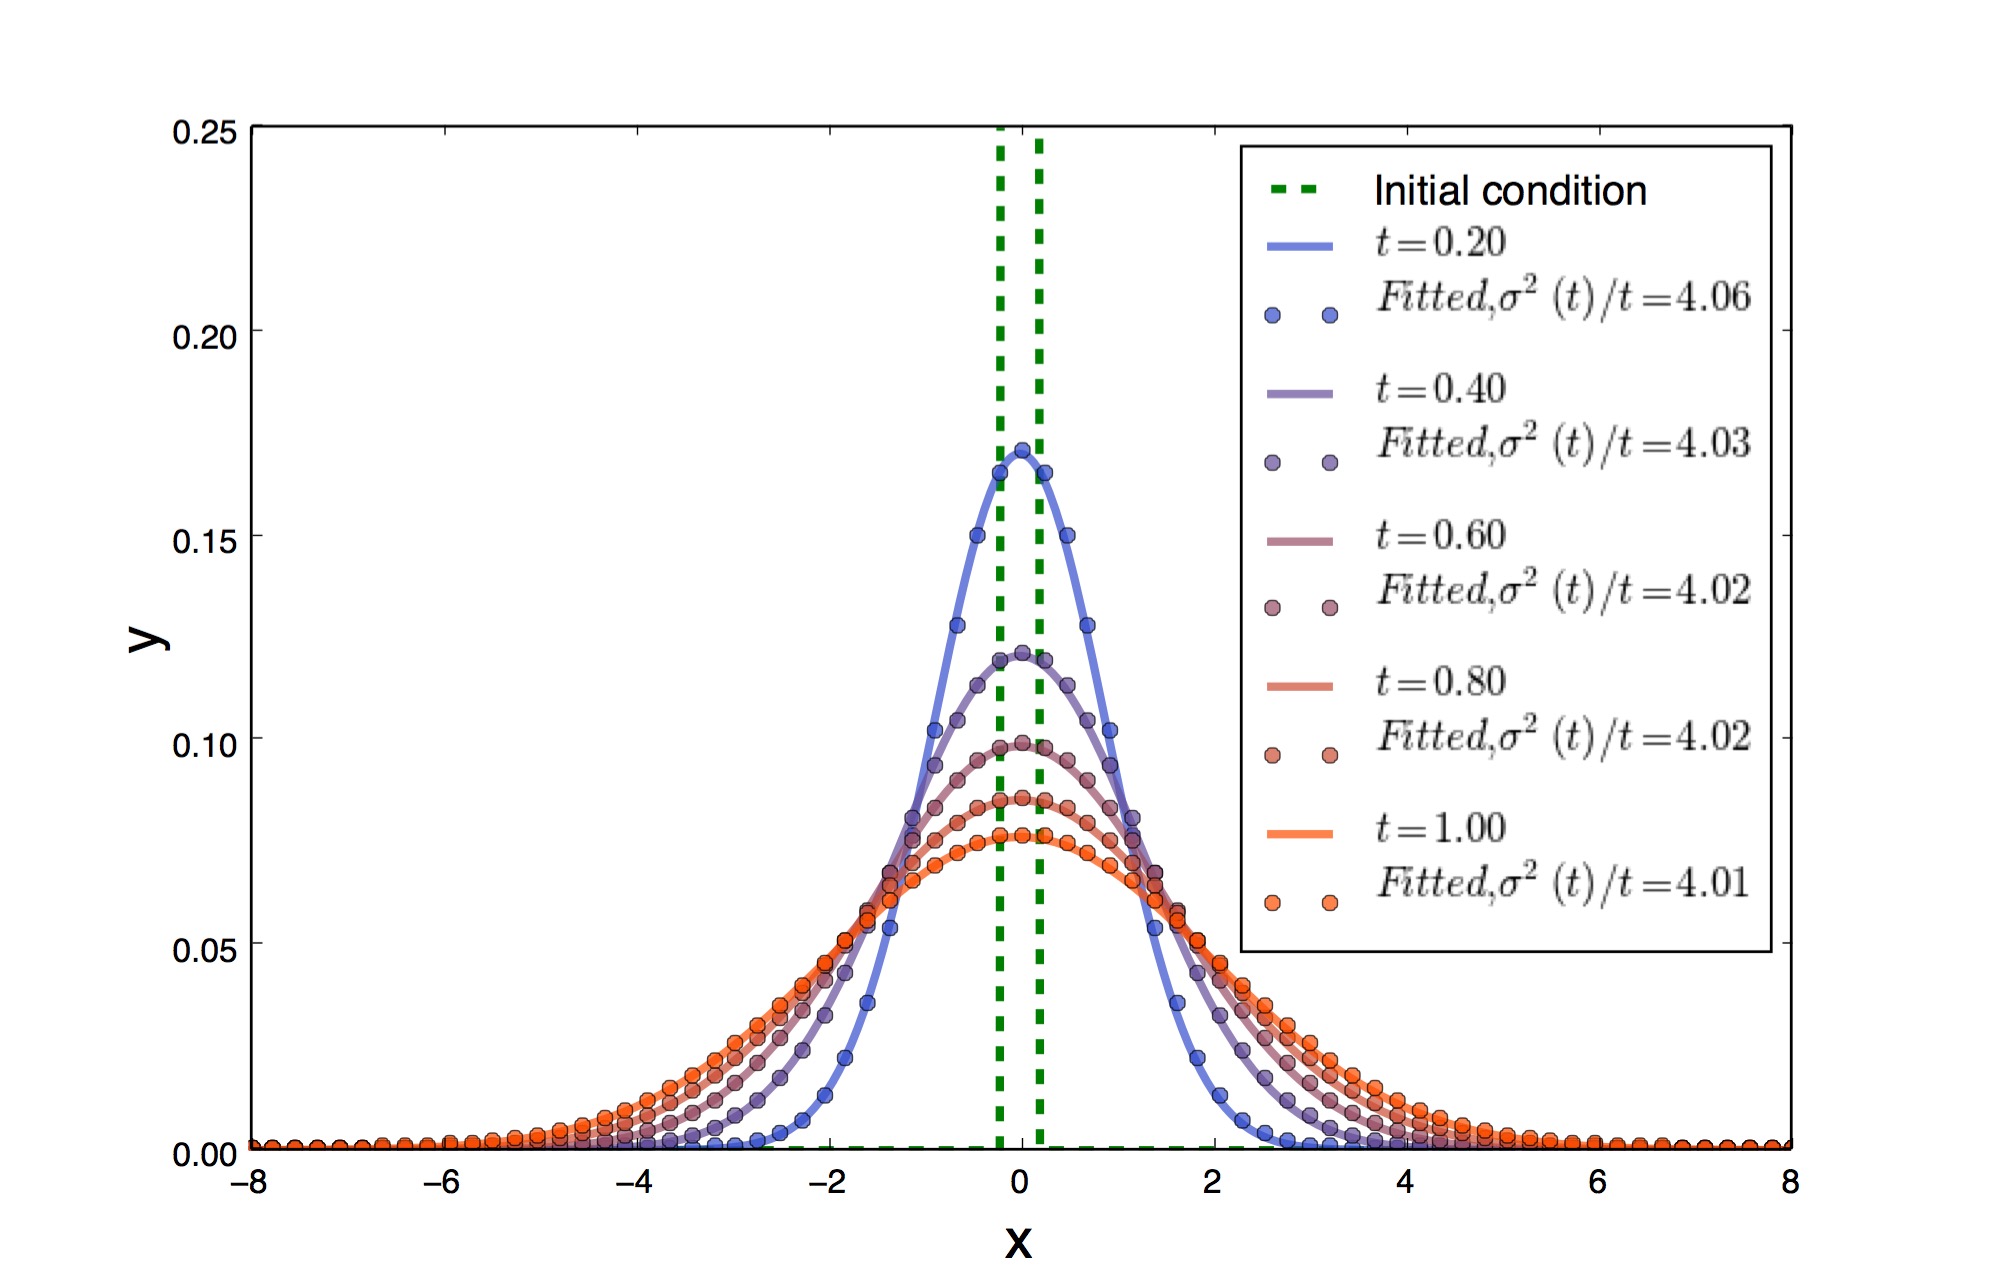 0.25
0.20
0.15
0.10
0.05
0.00
y
−8 −6 −4 −2 0 2 4 6 8
x
Initial condition
t=0.20
Fitted,σ² (t)/t=4.06
t=0.40
Fitted,σ² (t)/t=4.03
t=0.60
Fitted,σ² (t)/t=4.02
t=0.80
Fitted,σ² (t)/t=4.02
t=1.00
Fitted,σ² (t)/t=4.01